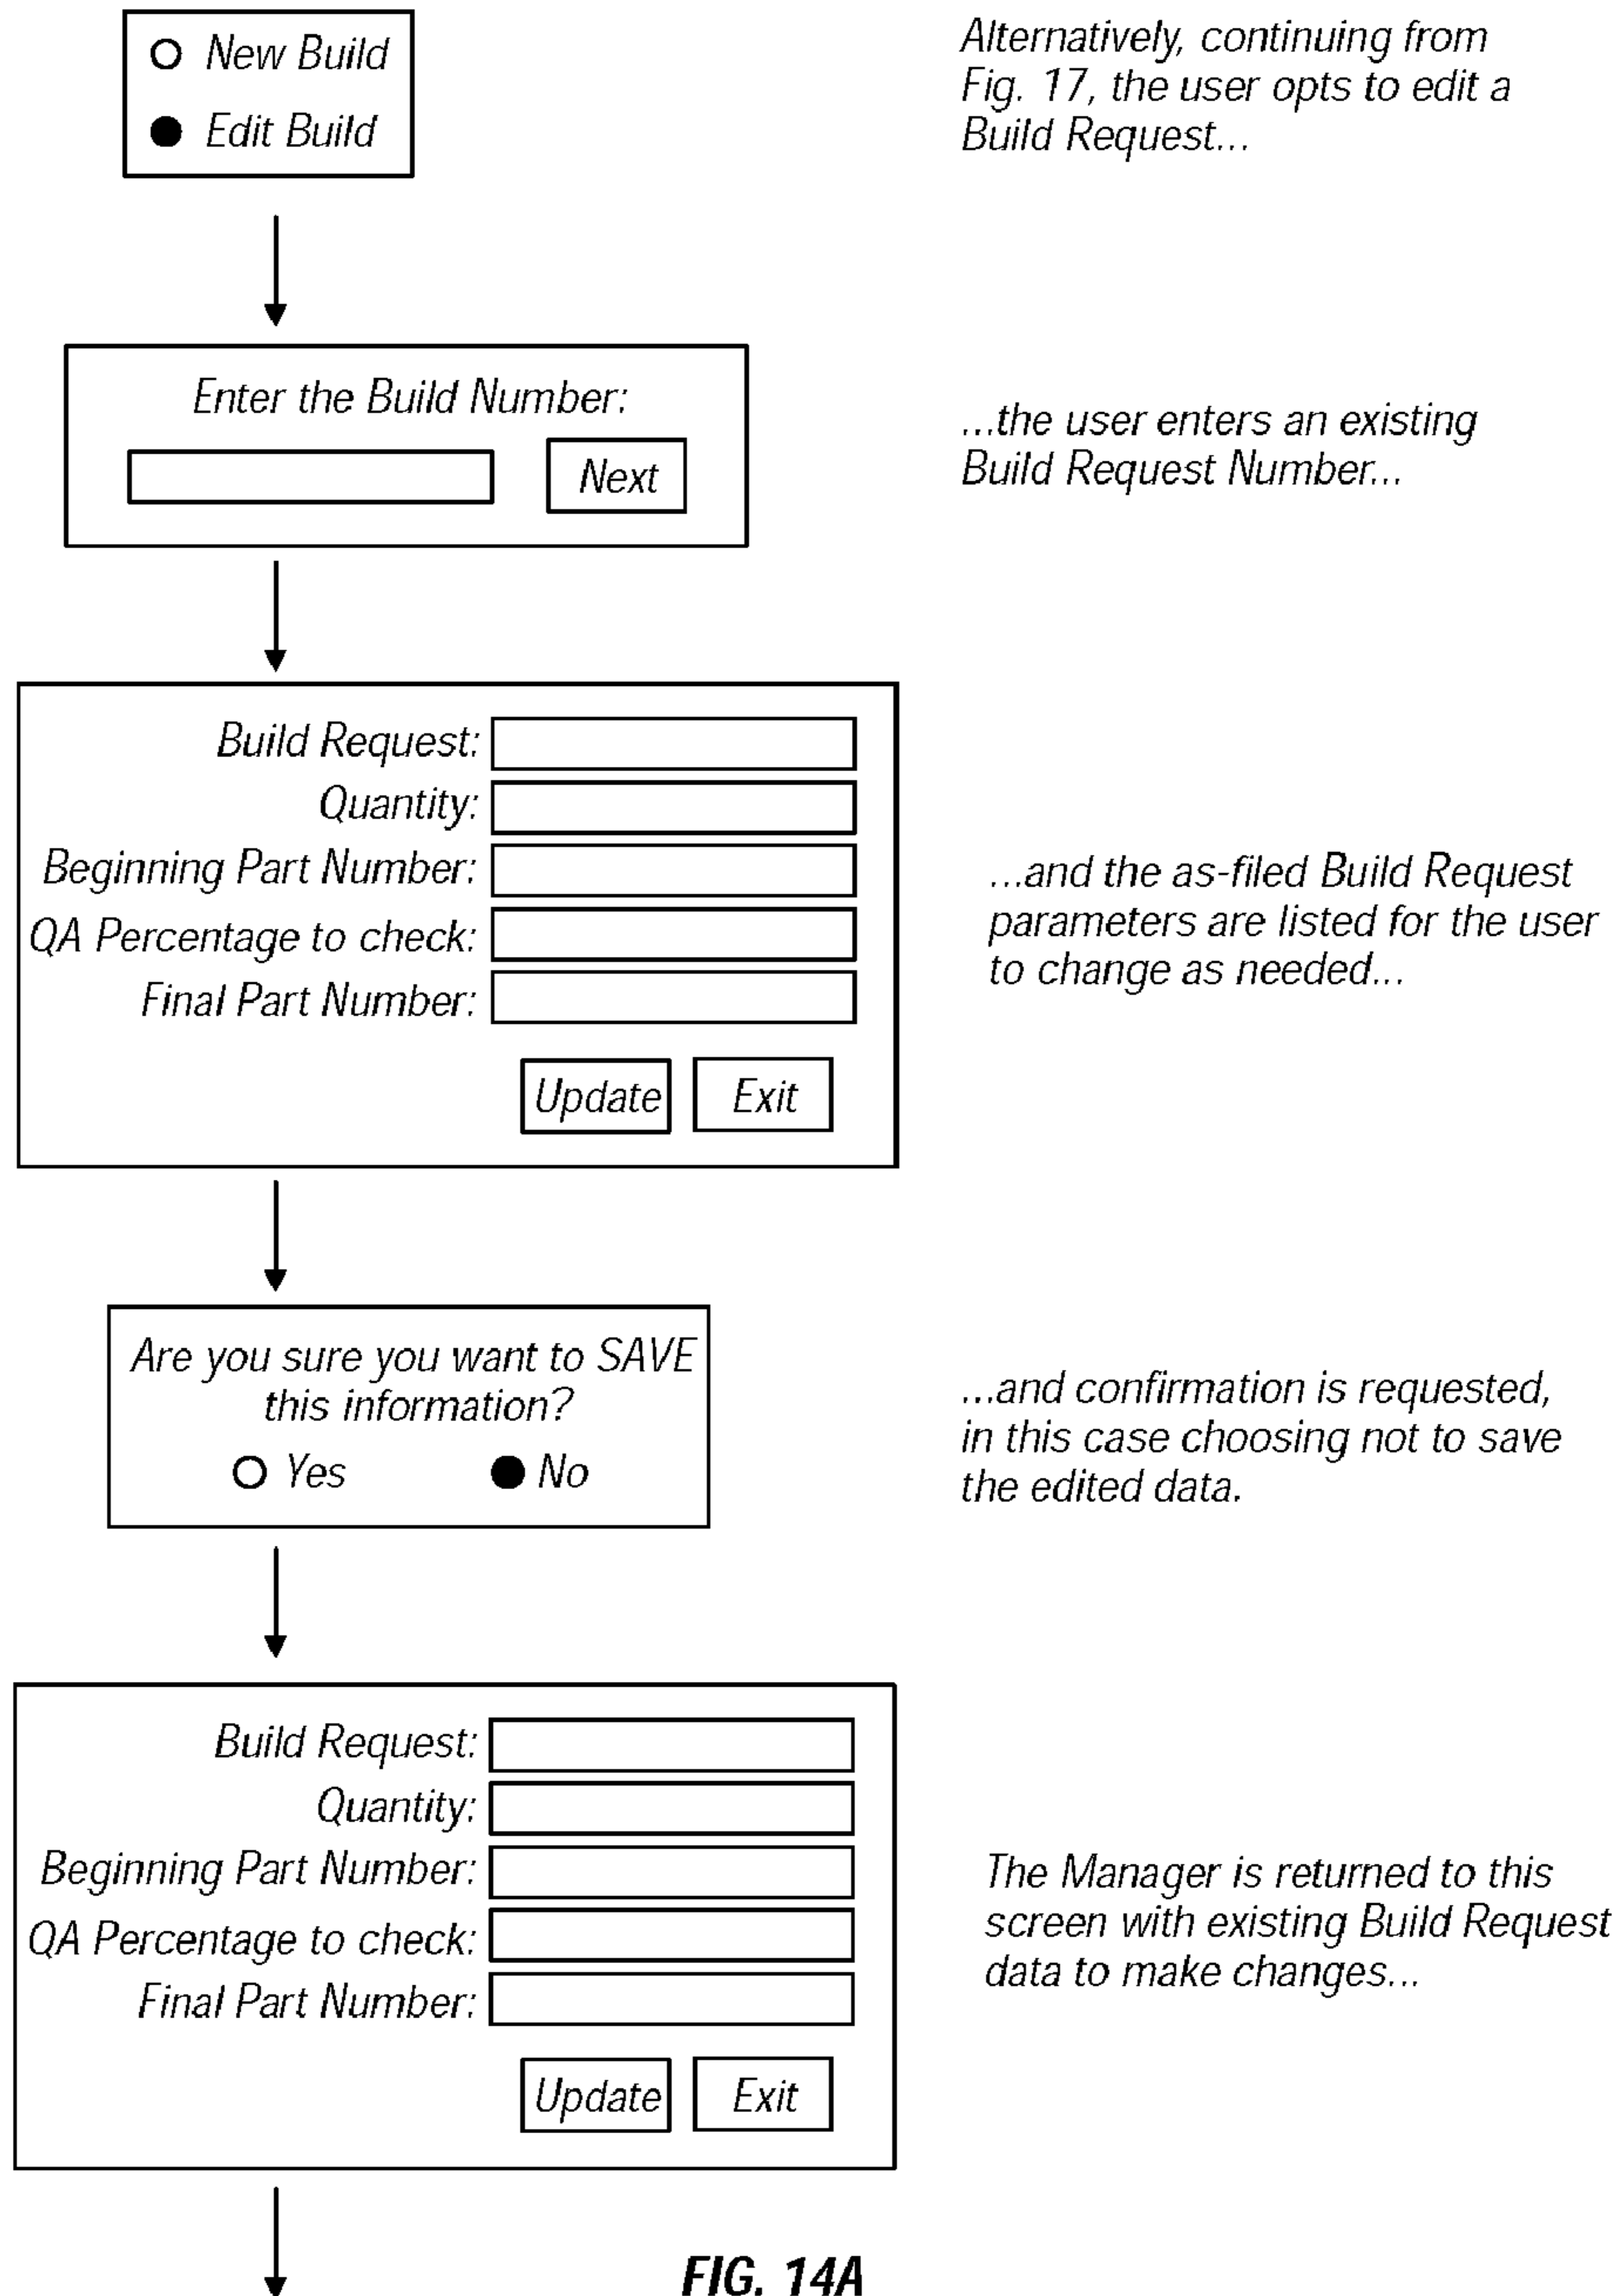 New Build
Edit Build
Alternatively, continuing from
Fig. 17, the user opts to edit a
Build Request...
Enter the Build Number:
Next
...the user enters an existing
Build Request Number...
Build Request:
Quantity:
Beginning Part Number:
QA Percentage to check:
Final Part Number:
Update Exit
...and the as-filed Build Request
parameters are listed for the user
to change as needed...
Are you sure you want to SAVE
this information?
Yes No
...and confirmation is requested,
in this case choosing not to save
the edited data.
Build Request:
Quantity:
Beginning Part Number:
QA Percentage to check:
Final Part Number:
Update Exit
The Manager is returned to this
screen with existing Build Request
data to make changes...
FIG. 14A